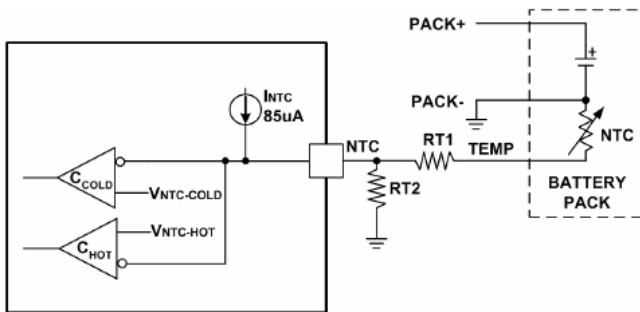 PACK+
INTC
85uA
PACK-
NTC
RT1
TEMP
NTC
CCOLD
VNTC-COLD
RT2
BATTERY
PACK
VNTC-HOT
CHOT
+